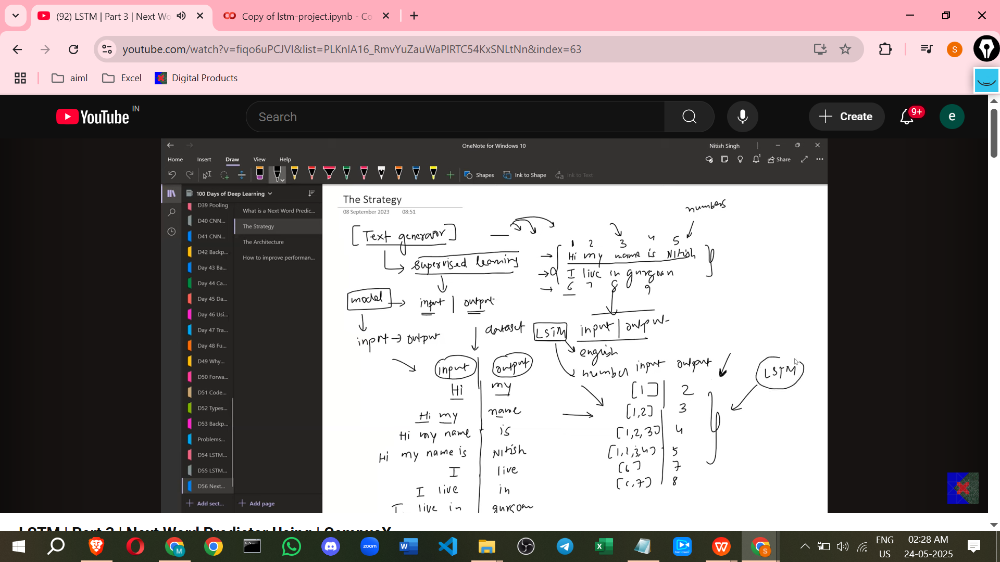 (92) LSTM | Part 3 | Next Wo
Copy of lstm-project.ipynb - Co
youtube.com/watch?v=fiqo6uPCJVI&list=PLKnIA16_RmvYuZauWaPlRTC54KxSNLtNn&index=63
S
aiml
Excel
Digital Products
YouTube IN
Search
Create
9+
e
OneNote for Windows 10
Nitish Singh
Home Insert Draw View Help
Share
Shapes
Ink to Shape
Ink to Text
100 Days of Deep Learning
D39 Pooling
D40 CNN...
D41 CNN...
D42 Backp...
Day 43 Ba...
Day 44 Ca...
Day 45 Da...
Day 46 Usi...
Day 47 Tra...
Day 48 Fu...
D49 Why...
D50 Forwa...
D51 Code...
D52 Types...
D53 Backp...
Problems...
D54 LSTM...
D55 LSTM...
D56 Next...
Add sect...
What is a Next Word Predic...
The Strategy
The Architecture
How to improve performan...
Add page
The Strategy
08 September 2023 08:51
numbers
[Text generator]
1 2 3 4 5
Hi my name is Nitish
supervised learning
I live in gurgoan
6 7 8 9
model → input | output
input → output
dataset
LSTM input | output
english
number
input output
Hi my
Hi my name
Hi my name is
Hi my name is Nitish
I live
I live in
I live in gurgoan
input output
[1] 2
[1,2] 3
[1,2,3] 4
[1,2,3,4] 5
[6] 7
[6,7] 8
LSTM
LSTM | Part 3 | Next Word Predictor Using | CampusX
zoom
ENG
US
02:28 AM
24-05-2025